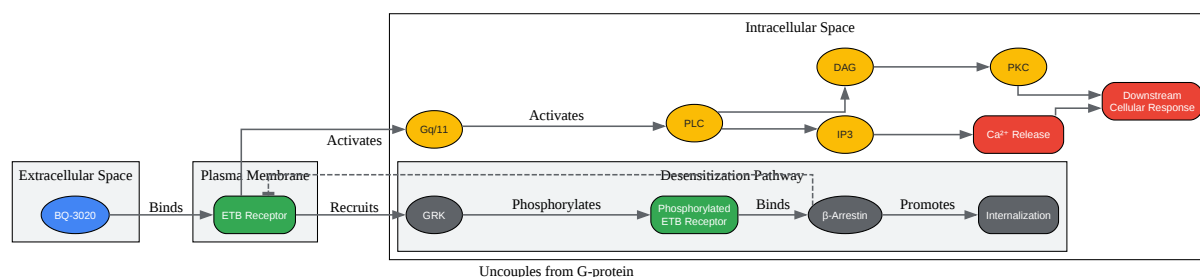 Intracellular Space
DAG
PKC
Downstream
Cellular Response
Gq/11
Activates
PLC
Activates
IP3
Ca²⁺ Release
Extracellular Space
Plasma Membrane
Desensitization Pathway
BQ-3020
Binds
ETB Receptor
Recruits
GRK
Phosphorylates
Phosphorylated
ETB Receptor
Binds
β-Arrestin
Promotes
Internalization
Uncouples from G-protein